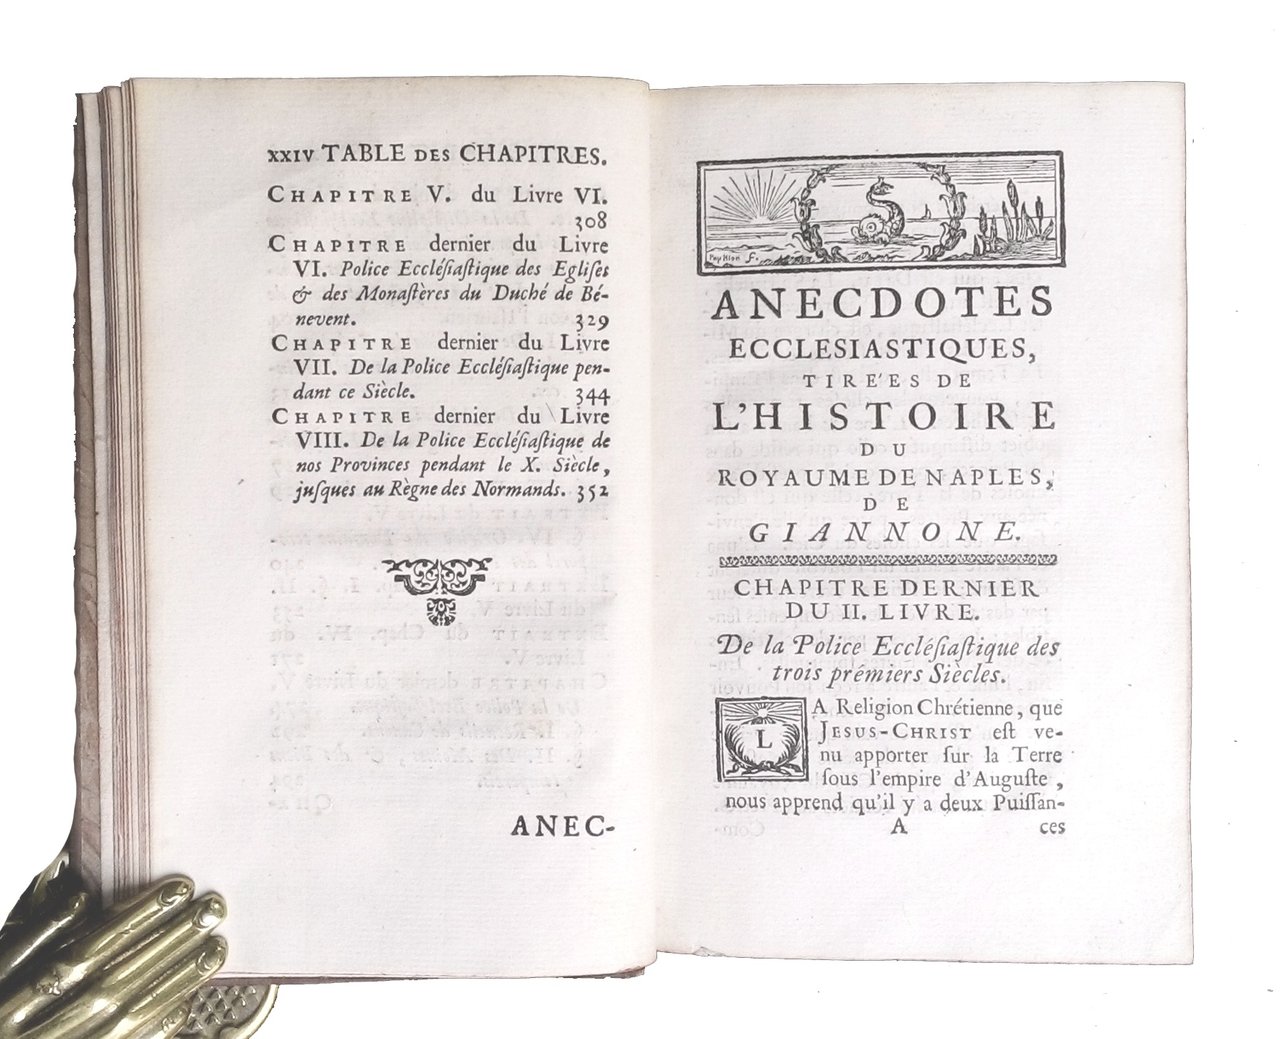 xxiv TABLE DES CHAPITRES.
CHAPITRE V. du Livre VI.
308
CHAPITRE dernier du Livre
VI. Police Eccléſiaſtique des Egliſes
& des Monaſtères du Duché de Bé-
nevent. 329
CHAPITRE dernier du Livre
VII. De la Police Eccléſiaſtique pen-
dant ce Siècle. 344
CHAPITRE dernier du Livre
VIII. De la Police Eccléſiaſtique de
nos Provinces pendant le X. Siècle,
juſques au Règne des Normands. 352
ANEC-
Papillon f.
ANECDOTES
ECCLESIASTIQUES,
TIRE'ES DE
L'HISTOIRE
DU
ROYAUME DE NAPLES,
DE
GIANNONE.
CHAPITRE DERNIER
DU II. LIVRE.
De la Police Eccléſiaſtique des
trois prémiers Siècles.
LA Religion Chrétienne, que
JESUS-CHRIST eſt ve-
nu apporter ſur la Terre
ſous l'empire d'Auguſte,
nous apprend qu'il y a deux Puiſſan-
A ces